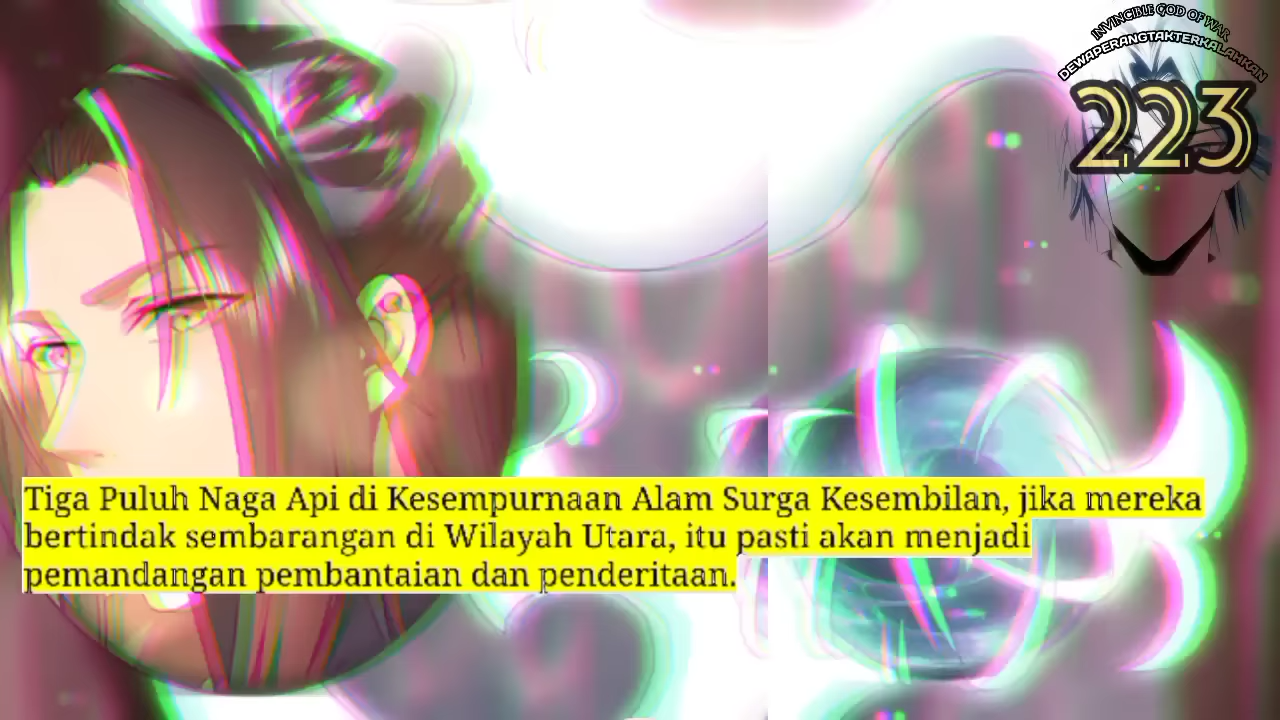 INVINCIBLE GOD OF WAR
DEWAPERANGTAKTERKALAHKAN
223
Tiga Puluh Naga Api di Kesempurnaan Alam Surga Kesembilan, jika mereka
bertindak sembarangan di Wilayah Utara, itu pasti akan menjadi
pemandangan pembantaian dan penderitaan.